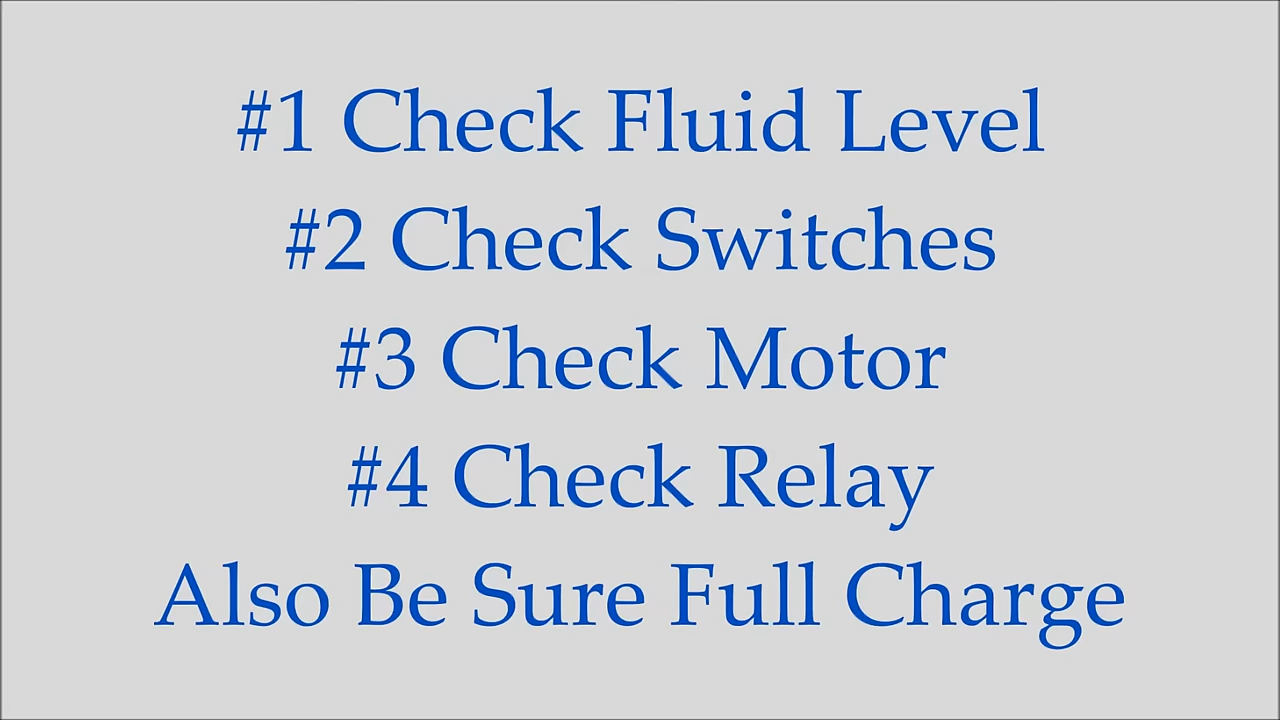 #1 Check Fluid Level
#2 Check Switches
#3 Check Motor
#4 Check Relay
Also Be Sure Full Charge